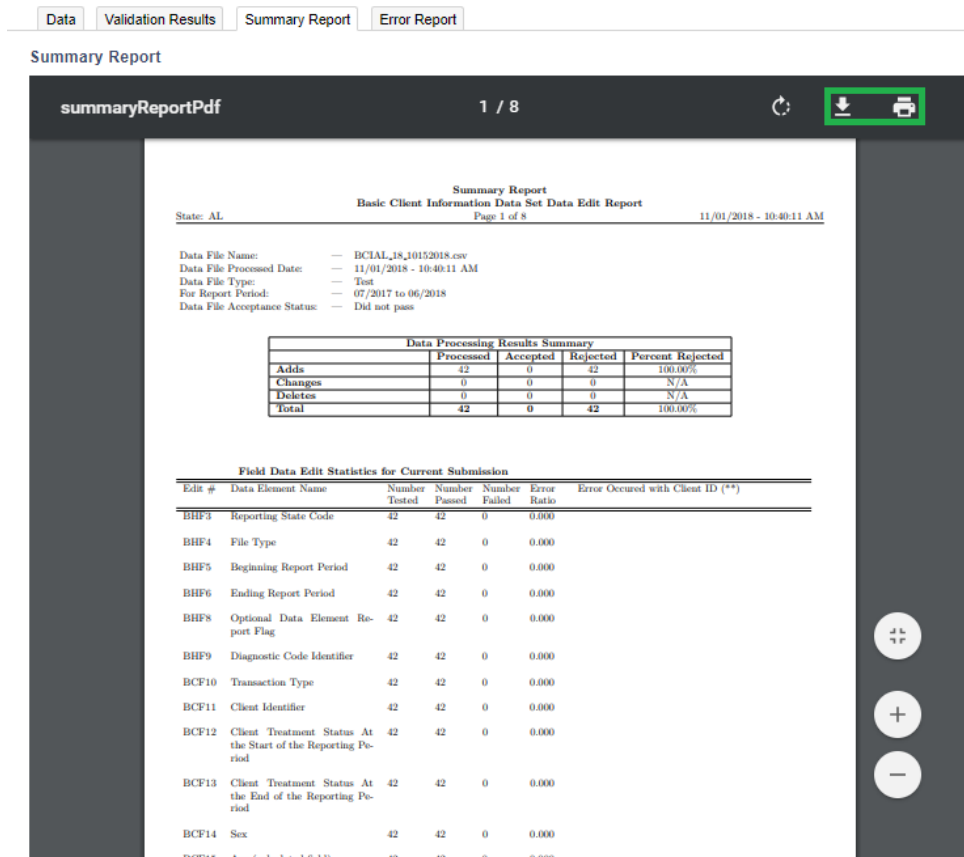 Data Validation Results Summary Report Error Report
Summary Report
summaryReportPdf 1 / 8
Summary Report
Basic Client Information Data Set Data Edit Report
State: AL Page 1 of 8 11/01/2018 - 10:40:11 AM
Data File Name: — BCIAL_18_10152018.csv
Data File Processed Date: — 11/01/2018 - 10:40:11 AM
Data File Type: — Test
For Report Period: — 07/2017 to 06/2018
Data File Acceptance Status: — Did not pass
Data Processing Results Summary
Processed Accepted Rejected Percent Rejected
Adds 42 0 42 100.00%
Changes 0 0 0 N/A
Deletes 0 0 0 N/A
Total 42 0 42 100.00%
Field Data Edit Statistics for Current Submission
Edit # Data Element Name Number Number Number Error Error Occured with Client ID (**)
Tested Passed Failed Ratio
BHF3 Reporting State Code 42 42 0 0.000
BHF4 File Type 42 42 0 0.000
BHF5 Beginning Report Period 42 42 0 0.000
BHF6 Ending Report Period 42 42 0 0.000
BHF8 Optional Data Element Re- 42 42 0 0.000
port Flag
BHF9 Diagnostic Code Identifier 42 42 0 0.000
BCF10 Transaction Type 42 42 0 0.000
BCF11 Client Identifier 42 42 0 0.000
BCF12 Client Treatment Status At 42 42 0 0.000
the Start of the Reporting Pe-
riod
BCF13 Client Treatment Status At 42 42 0 0.000
the End of the Reporting Pe-
riod
BCF14 Sex 42 42 0 0.000